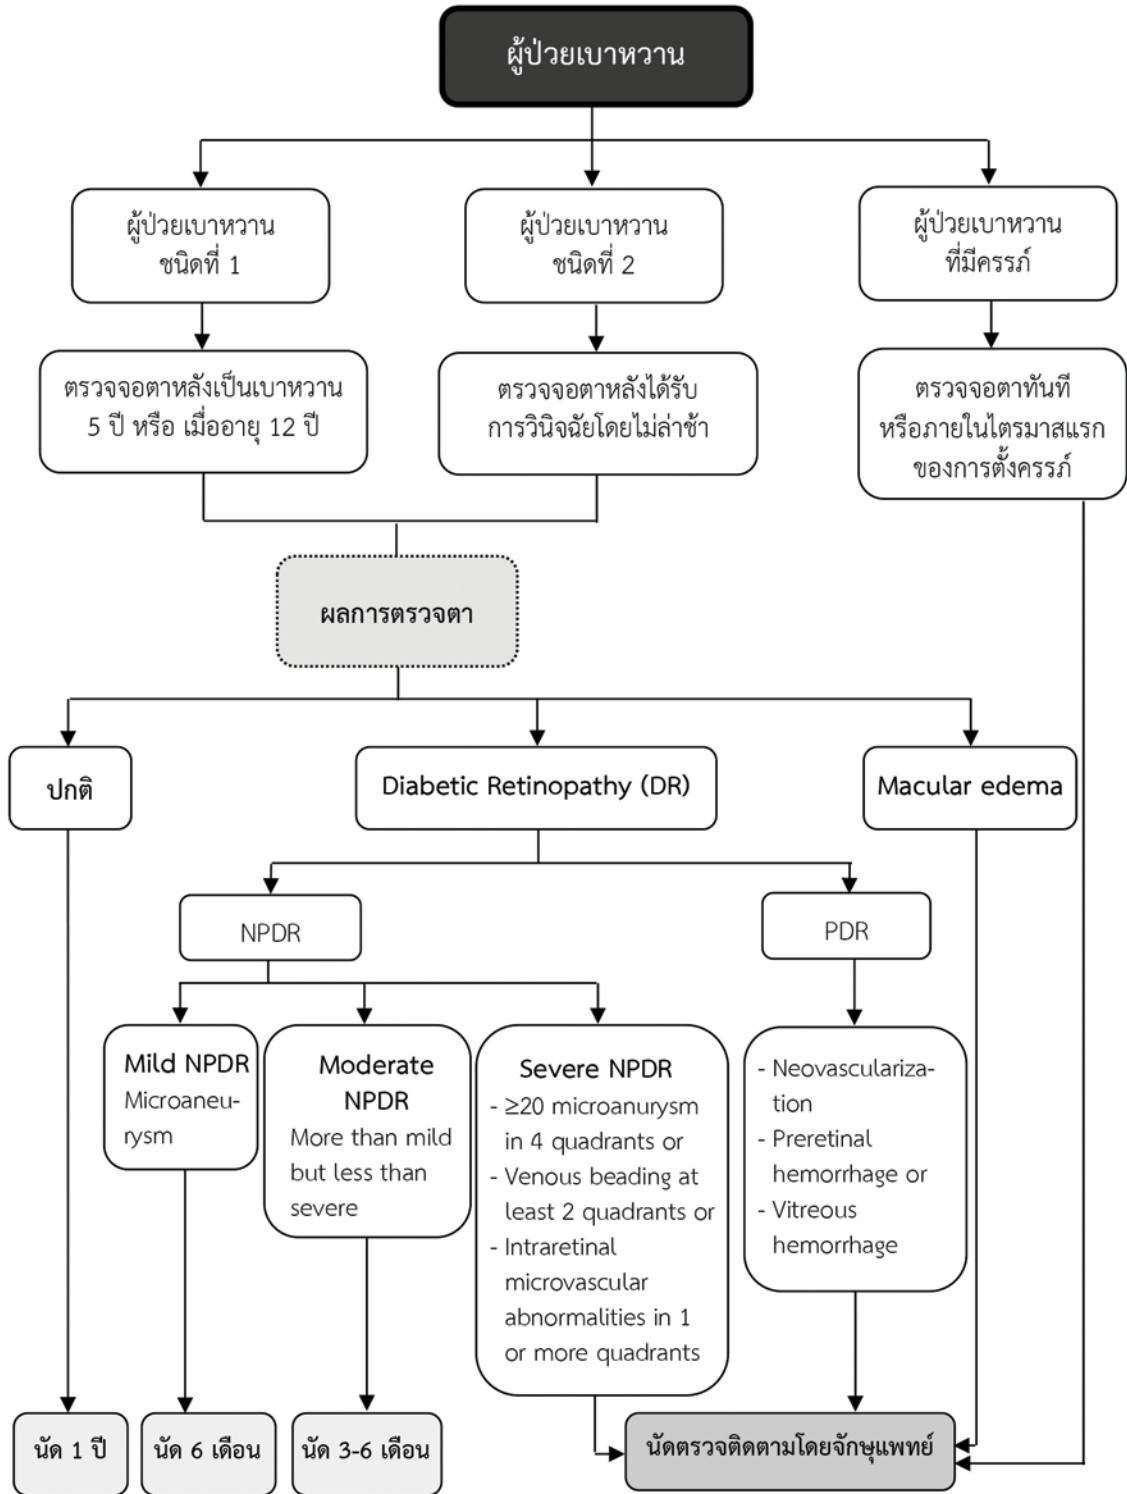 ผู้ป่วยเบาหวาน
ผู้ป่วยเบาหวาน
ชนิดที่ 1
ผู้ป่วยเบาหวาน
ชนิดที่ 2
ผู้ป่วยเบาหวาน
ที่มีครรภ์
ตรวจจอตาหลังเป็นเบาหวาน
5 ปี หรือ เมื่ออายุ 12 ปี
ตรวจจอตาหลังได้รับ
การวินิจฉัยโดยไม่ล่าช้า
ตรวจจอตาทันที
หรือภายในไตรมาสแรก
ของการตั้งครรภ์
ผลการตรวจตา
ปกติ
Diabetic Retinopathy (DR)
Macular edema
NPDR
PDR
Mild NPDR
Microaneu-
rysm
Moderate
NPDR
More than mild
but less than
severe
Severe NPDR
- ≥20 microanurysm
in 4 quadrants or
- Venous beading at
least 2 quadrants or
- Intraretinal
microvascular
abnormalities in 1
or more quadrants
- Neovasculariza-
tion
- Preretinal
hemorrhage or
- Vitreous
hemorrhage
นัด 1 ปี
นัด 6 เดือน
นัด 3-6 เดือน
นัดตรวจติดตามโดยจักษุแพทย์